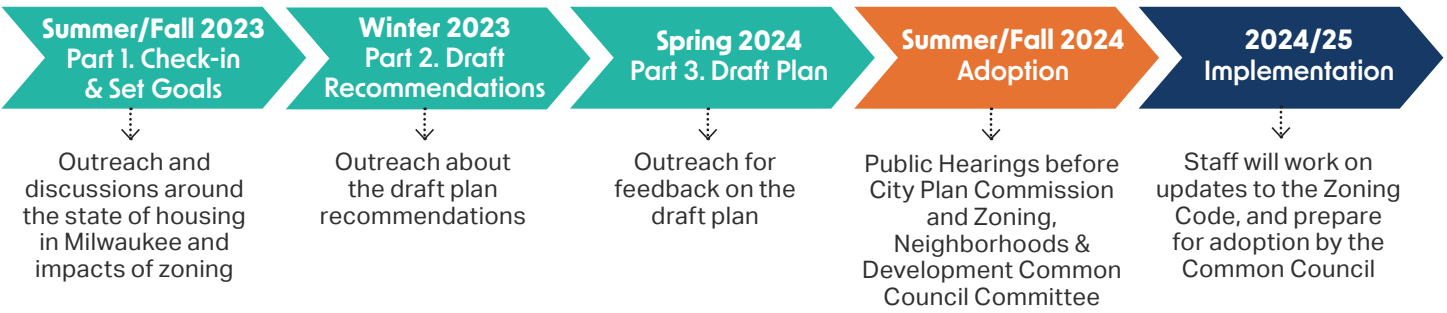 Summer/Fall 2023
Part 1. Check-in
& Set Goals
Outreach and
discussions around
the state of housing
in Milwaukee and
impacts of zoning
Winter 2023
Part 2. Draft
Recommendations
Outreach about
the draft plan
recommendations
Spring 2024
Part 3. Draft Plan
Outreach for
feedback on the
draft plan
Summer/Fall 2024
Adoption
Public Hearings before
City Plan Commission
and Zoning,
Neighborhoods &
Development Common
Council Committee
2024/25
Implementation
Staff will work on
updates to the Zoning
Code, and prepare
for adoption by the
Common Council